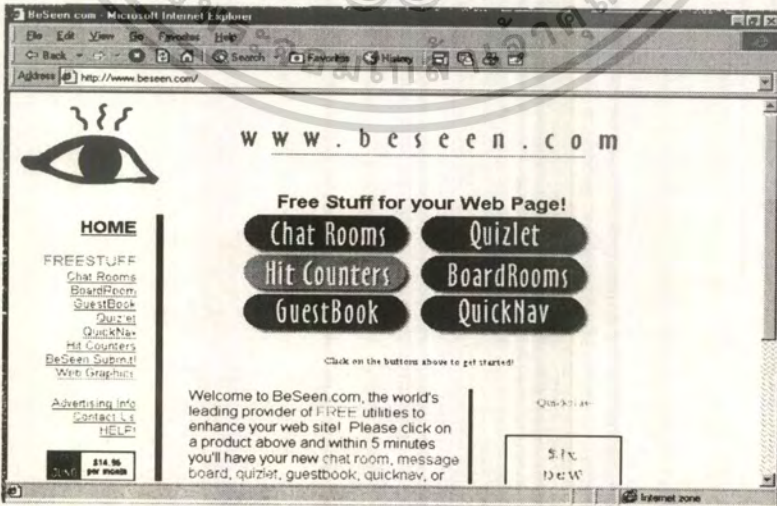 BeSeen.com - Microsoft Internet Explorer
File Edit View Go Favorites Help
Back Search Favorites History
Address http://www.beseen.com/
www.beseen.com
Free Stuff for your Web Page!
Chat Rooms Quizlet
Hit Counters BoardRooms
GuestBook QuickNav
Click on the buttons above to get started!
HOME
FREESTUFF
Chat Rooms
BoardRoom
GuestBook
Quizlet
QuickNav
Hit Counters
BeSeen Submit!
Web Graphics
Advertising Info
Contact Us
HELP!
$14.95
per month
Welcome to BeSeen.com, the world's
leading provider of FREE utilities to
enhance your web site! Please click on
a product above and within 5 minutes
you'll have your new chat room, message
board, quizlet, guestbook, quicknav, or
Internet zone